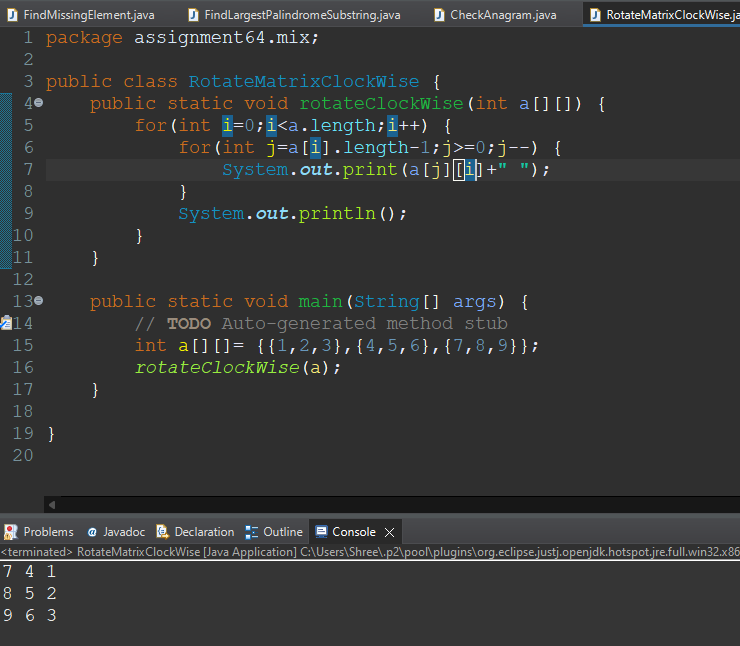 FindMissingElement.java FindLargestPalindromeSubstring.java CheckAnagram.java RotateMatrixClockWise.ja
1 package assignment64.mix;
2
3 public class RotateMatrixClockWise {
4 public static void rotateClockWise(int a[][]) {
5 for(int i=0;i<a.length;i++) {
6 for(int j=a[i].length-1;j>=0;j--) {
7 System.out.print(a[j][i]+" ");
8 }
9 System.out.println();
10 }
11 }
12
13 public static void main(String[] args) {
14 // TODO Auto-generated method stub
15 int a[][]= {{1,2,3},{4,5,6},{7,8,9}};
16 rotateClockWise(a);
17 }
18
19 }
20
Problems Javadoc Declaration Outline Console
<terminated> RotateMatrixClockWise [Java Application] C:\Users\Shree\.p2\pool\plugins\org.eclipse.justj.openjdk.hotspot.jre.full.win32.x86
7 4 1
8 5 2
9 6 3